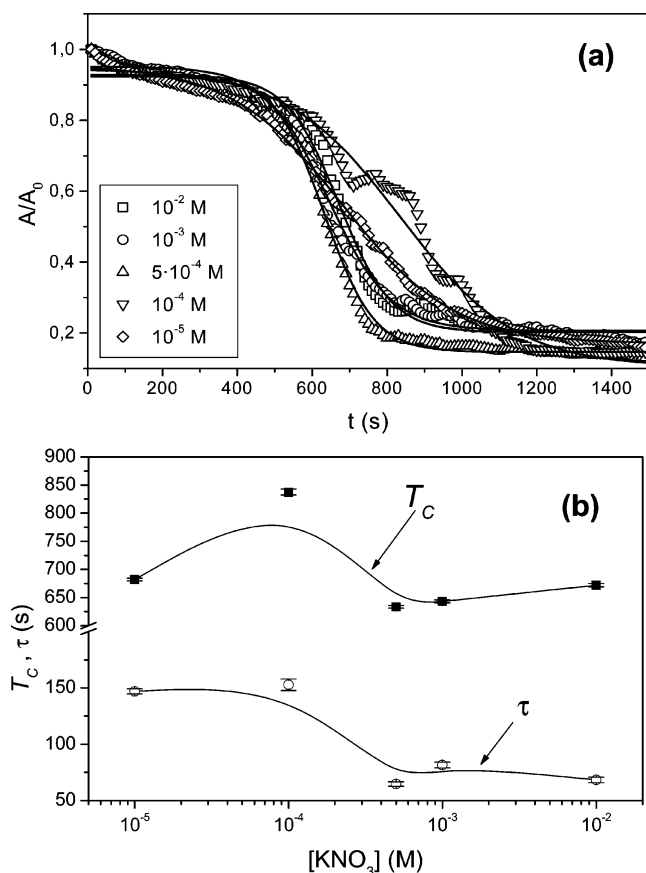 (a)
1,0
0,8
0,6
0,4
0,2
A/A₀
10⁻² M
10⁻³ M
5·10⁻⁴ M
10⁻⁴ M
10⁻⁵ M
0 200 400 600 800 1000 1200 1400
t (s)
(b)
900
850
800
750
700
650
600
150
100
50
T_C , τ (s)
T_C
τ
10⁻⁵ 10⁻⁴ 10⁻³ 10⁻²
[KNO₃] (M)